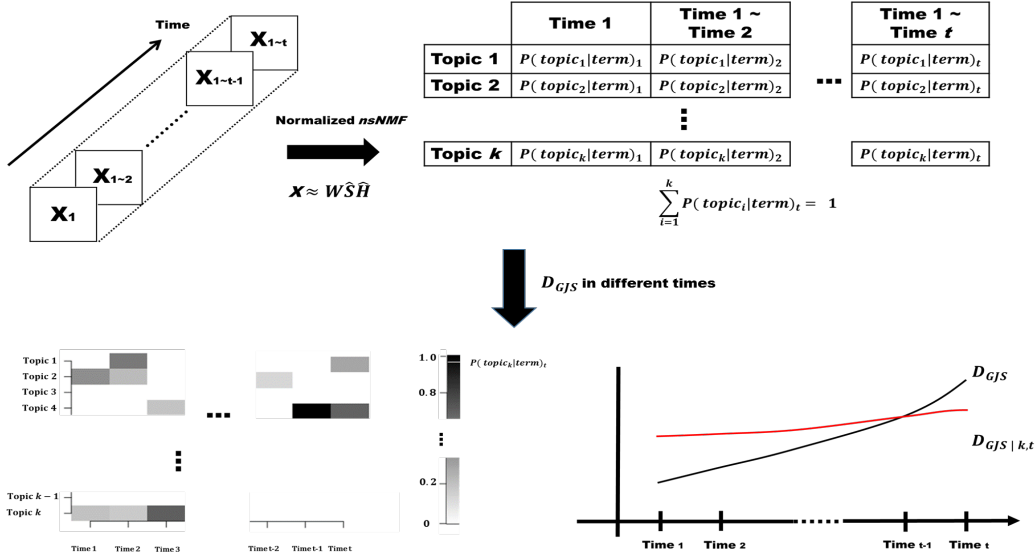 Time
X1~t
X1~t-1
X1~2
X1
Normalized nsNMF
X ≈ WŜĤ
Time 1
Time 1 ~ Time 2
Time 1 ~ Time t
Topic 1 P(topic1|term)1 P(topic1|term)2 P(topic1|term)t
Topic 2 P(topic2|term)1 P(topic2|term)2 P(topic2|term)t
Topic k P(topick|term)1 P(topick|term)2 P(topick|term)t
k
∑ P(topici|term)t = 1
i=1
DGJS in different times
Topic 1
Topic 2
Topic 3
Topic 4
Topic k − 1
Topic k
Time 1 Time 2 Time 3 Time t-2 Time t-1 Time t
1.0
P(topick|term)t
0.8
0.2
0
DGJS
DGJS | k,t
Time 1 Time 2 Time t-1 Time t